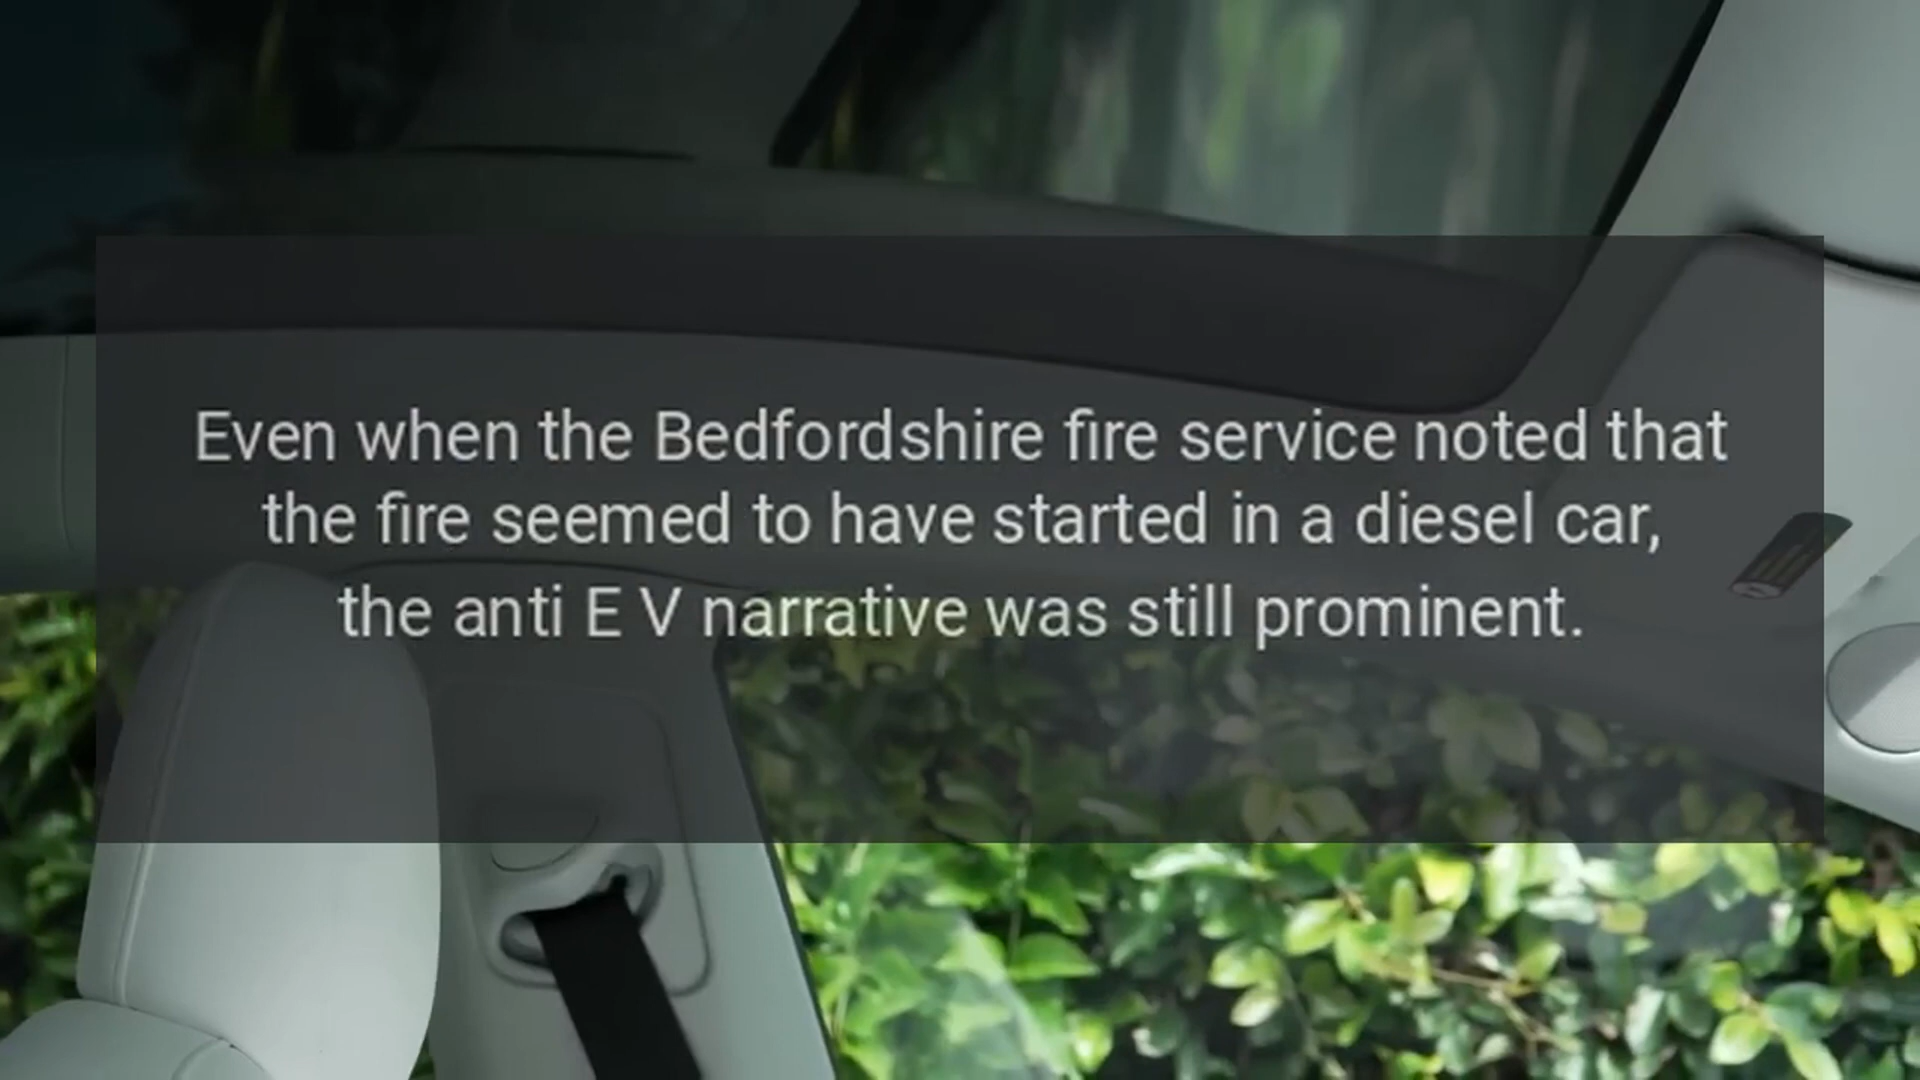 Even when the Bedfordshire fire service noted that
the fire seemed to have started in a diesel car,
the anti E V narrative was still prominent.